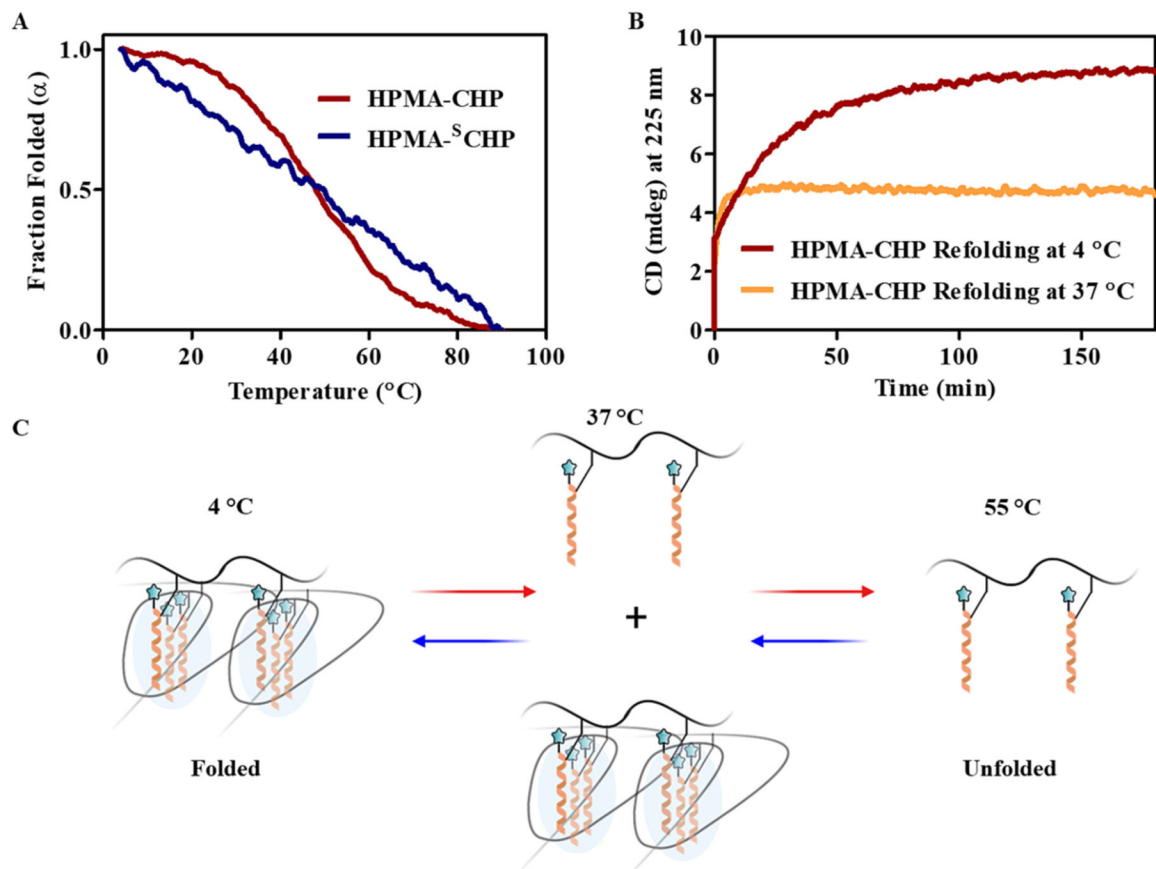 A
1.0
0.5
0.0
Fraction Folded (α)
HPMA-CHP
HPMA-ˢCHP
0 20 40 60 80 100
Temperature (°C)
B
10
8
6
4
2
0
CD (mdeg) at 225 nm
HPMA-CHP Refolding at 4 °C
HPMA-CHP Refolding at 37 °C
0 50 100 150
Time (min)
C
37 °C
4 °C
55 °C
+
Folded
Unfolded